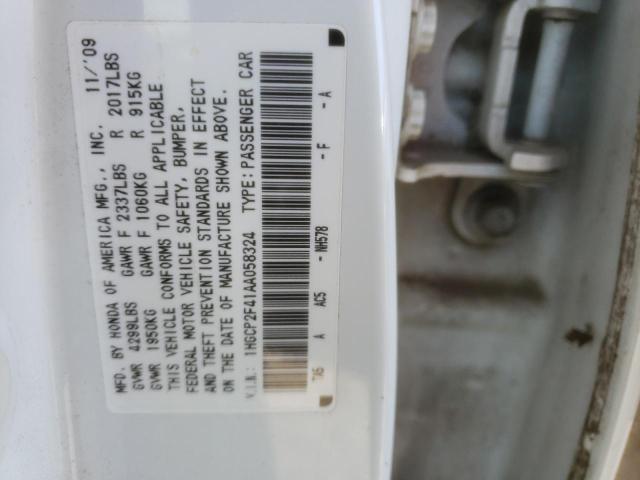 MFD. BY HONDA OF AMERICA MFG., INC. 11/'09
GVWR 4299LBS GAWR F 2337LBS R 2017LBS
GVWR 1950KG GAWR F 1060KG R 915KG
THIS VEHICLE CONFORMS TO ALL APPLICABLE
FEDERAL MOTOR VEHICLE SAFETY, BUMPER,
AND THEFT PREVENTION STANDARDS IN EFFECT
ON THE DATE OF MANUFACTURE SHOWN ABOVE.
V.I.N.: 1HGCP2F41AA058324 TYPE: PASSENGER CAR
TA5 A AC5 - NH578 - F - A